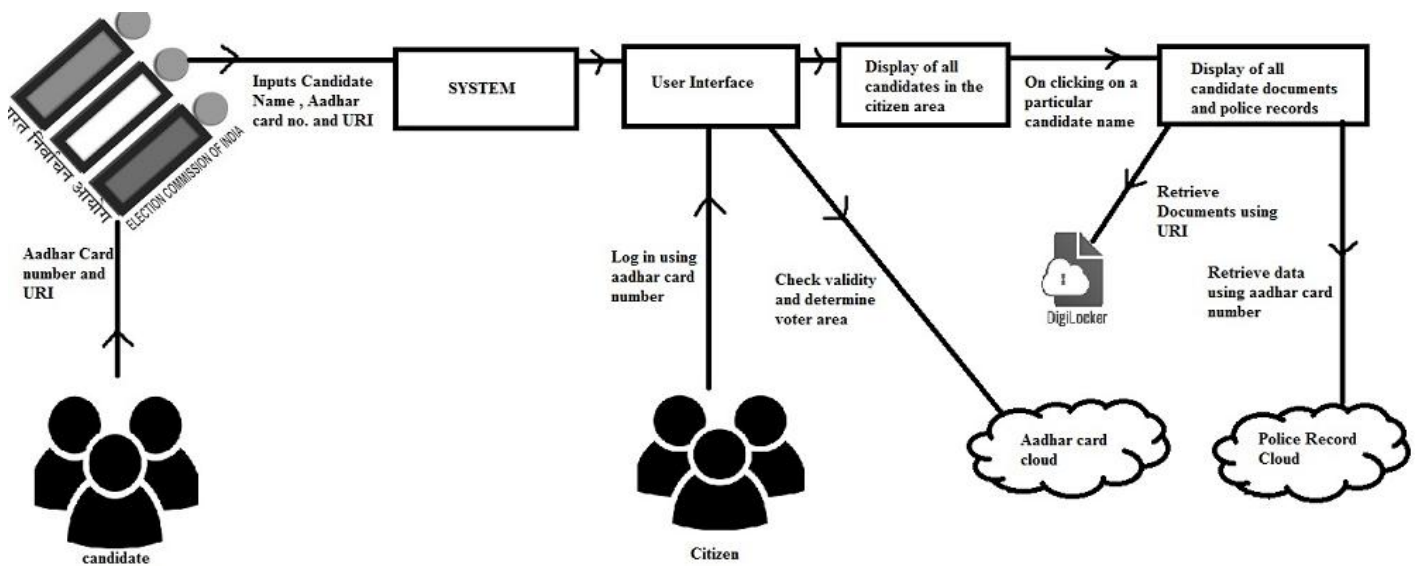 भारत निर्वाचन आयोग
ELECTION COMMISSION OF INDIA
Inputs Candidate
Name , Aadhar
card no. and URI
SYSTEM
User Interface
Display of all
candidates in the
citizen area
On clicking on a
particular
candidate name
Display of all
candidate documents
and police records
Aadhar Card
number and
URI
Log in using
aadhar card
number
Check validity
and determine
voter area
Retrieve
Documents using
URI
DigiLocker
Retrieve data
using aadhar card
number
Aadhar card
cloud
Police Record
Cloud
candidate
Citizen